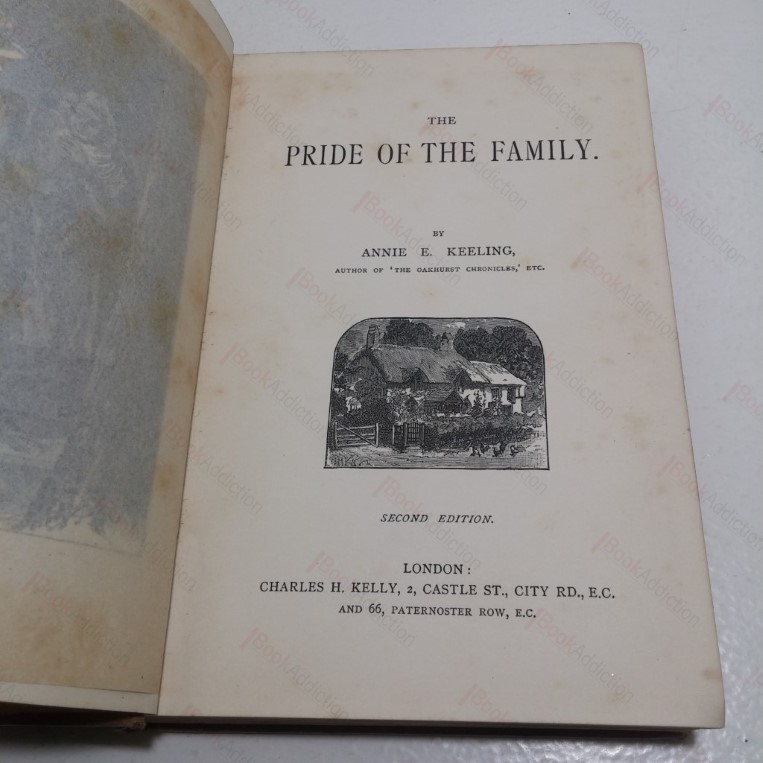 THE
PRIDE OF THE FAMILY.
BY
ANNIE E. KEELING,
AUTHOR OF 'THE OAKHURST CHRONICLES,' ETC.
SECOND EDITION.
LONDON:
CHARLES H. KELLY, 2, CASTLE ST., CITY RD., E.C.
AND 66, PATERNOSTER ROW, E.C.
BookAddiction